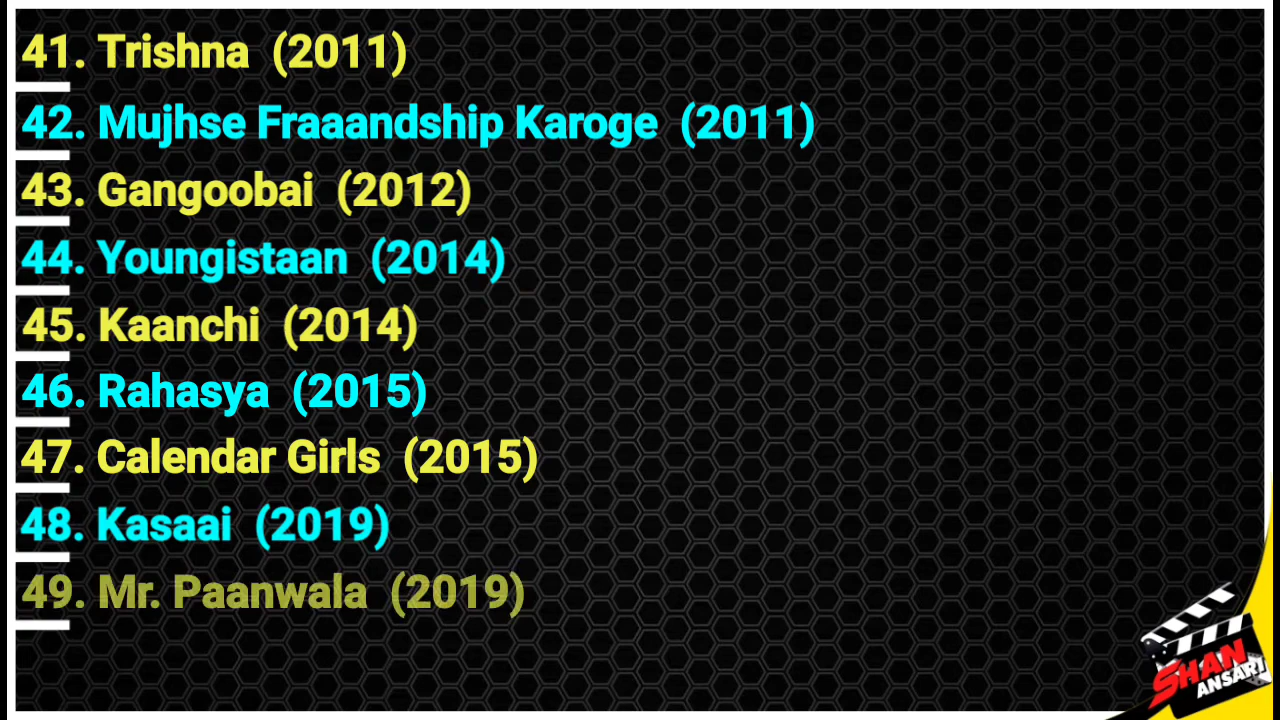 41. Trishna (2011)
42. Mujhse Fraaandship Karoge (2011)
43. Gangoobai (2012)
44. Youngistaan (2014)
45. Kaanchi (2014)
46. Rahasya (2015)
47. Calendar Girls (2015)
48. Kasaai (2019)
49. Mr. Paanwala (2019)
SHAN
ANSARI